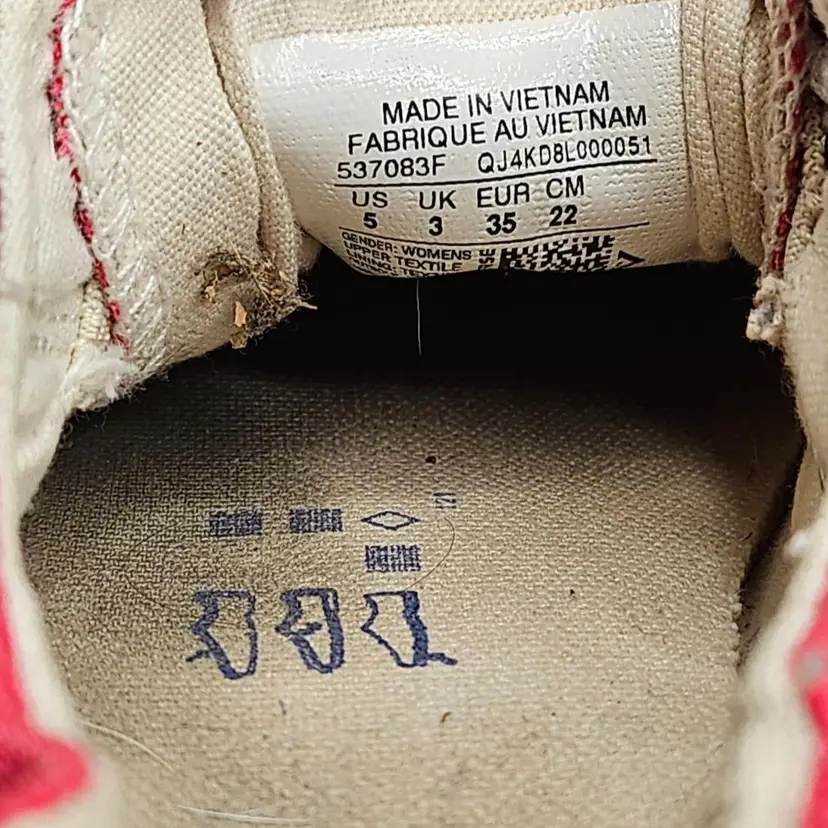 MADE IN VIETNAM
FABRIQUE AU VIETNAM
537083F QJ4KD8L000051
US UK EUR CM
5 3 35 22
GENDER: WOMENS
UPPER TEXTILE
LINING: